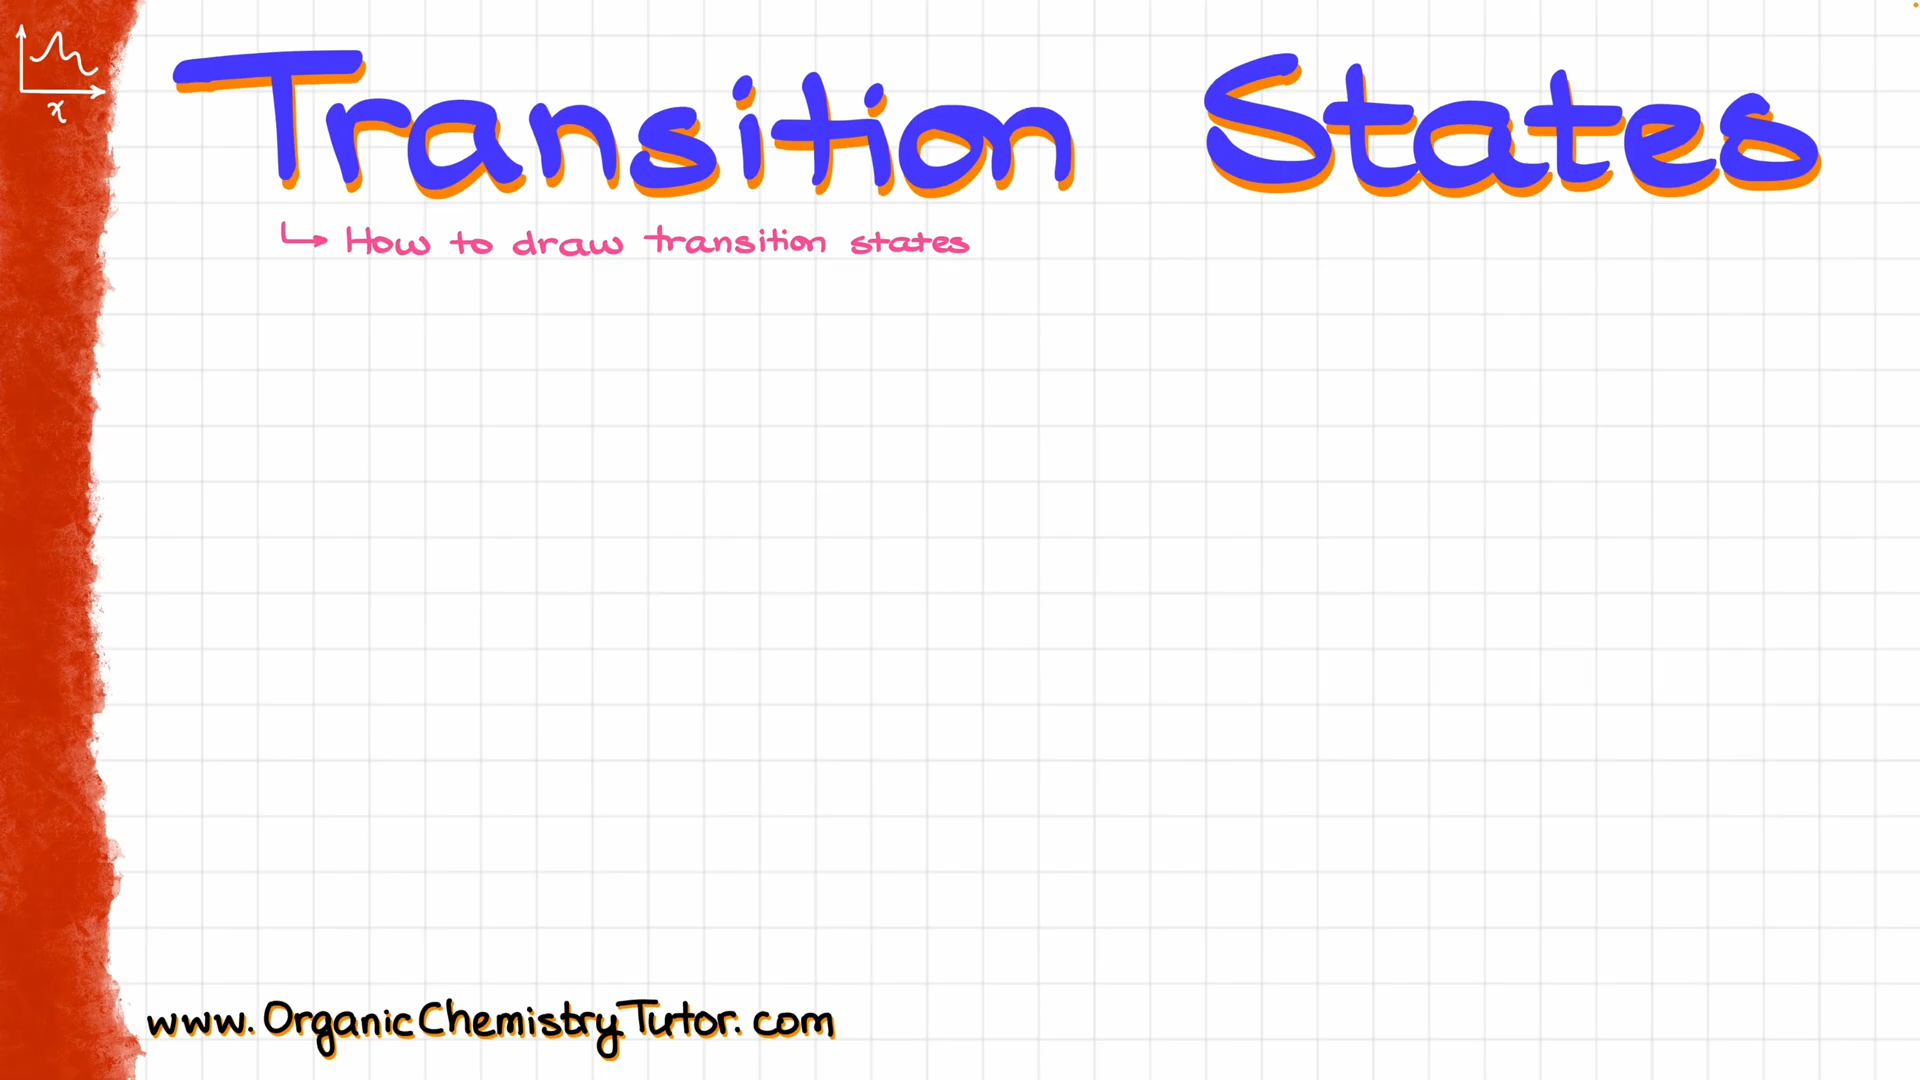 x
Transition States
↳ How to draw transition states
www.OrganicChemistryTutor.com